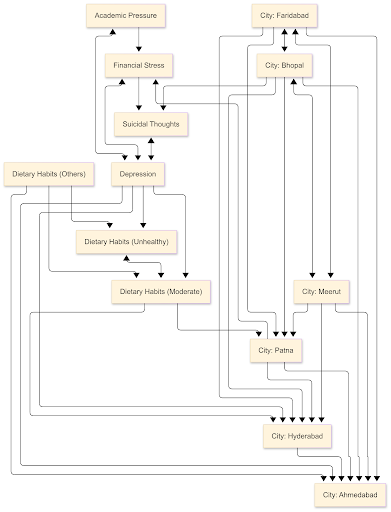 Academic Pressure
City: Faridabad
Financial Stress
City: Bhopal
Suicidal Thoughts
Dietary Habits (Others)
Depression
Dietary Habits (Unhealthy)
Dietary Habits (Moderate)
City: Meerut
City: Patna
City: Hyderabad
City: Ahmedabad